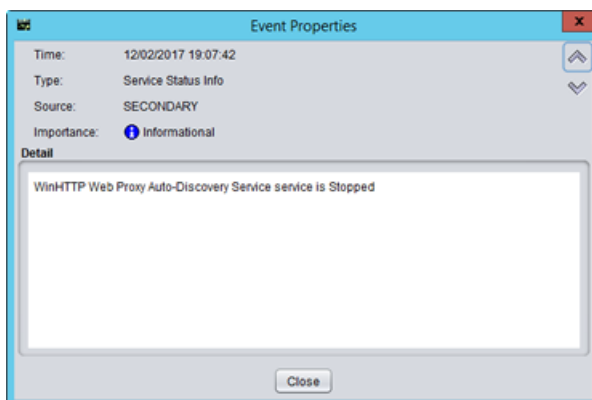 Event Properties
x
Time: 12/02/2017 19:07:42
Type: Service Status Info
Source: SECONDARY
Importance: Informational
Detail
WinHTTP Web Proxy Auto-Discovery Service service is Stopped
Close